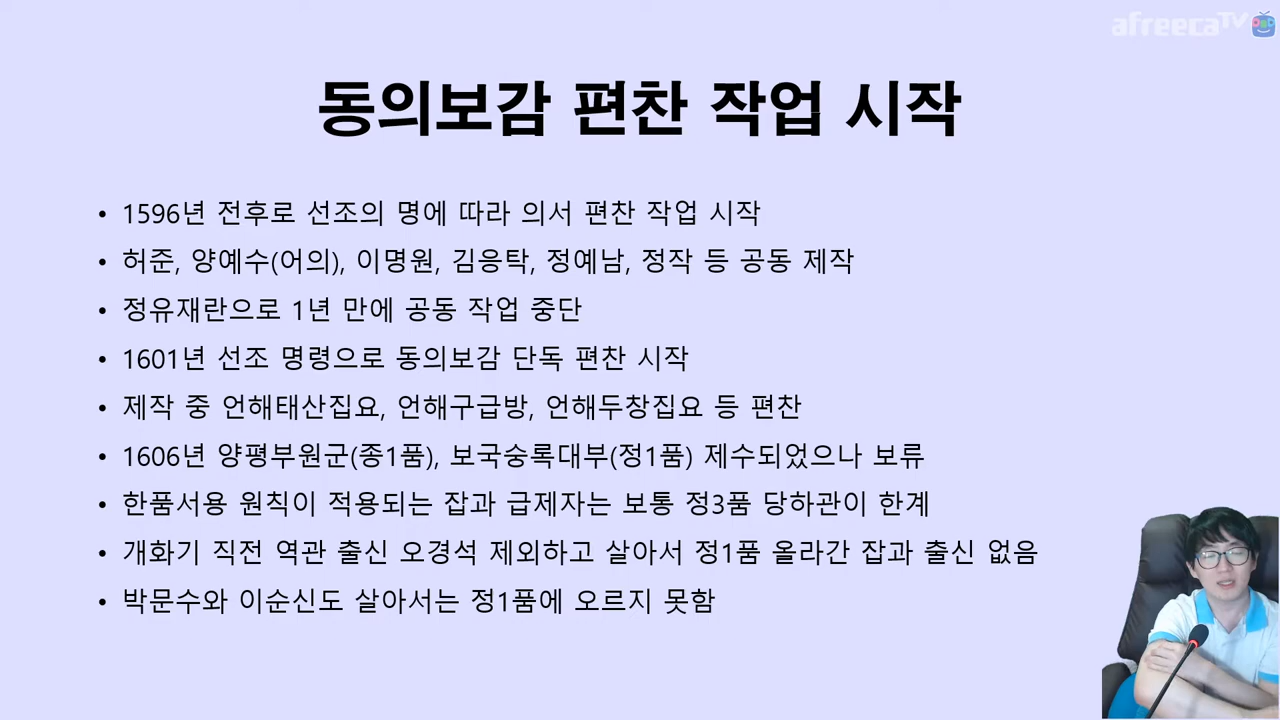 afreecaTV
동의보감 편찬 작업 시작
• 1596년 전후로 선조의 명에 따라 의서 편찬 작업 시작
• 허준, 양예수(어의), 이명원, 김응탁, 정예남, 정작 등 공동 제작
• 정유재란으로 1년 만에 공동 작업 중단
• 1601년 선조 명령으로 동의보감 단독 편찬 시작
• 제작 중 언해태산집요, 언해구급방, 언해두창집요 등 편찬
• 1606년 양평부원군(종1품), 보국숭록대부(정1품) 제수되었으나 보류
• 한품서용 원칙이 적용되는 잡과 급제자는 보통 정3품 당하관이 한계
• 개화기 직전 역관 출신 오경석 제외하고 살아서 정1품 올라간 잡과 출신 없음
• 박문수와 이순신도 살아서는 정1품에 오르지 못함